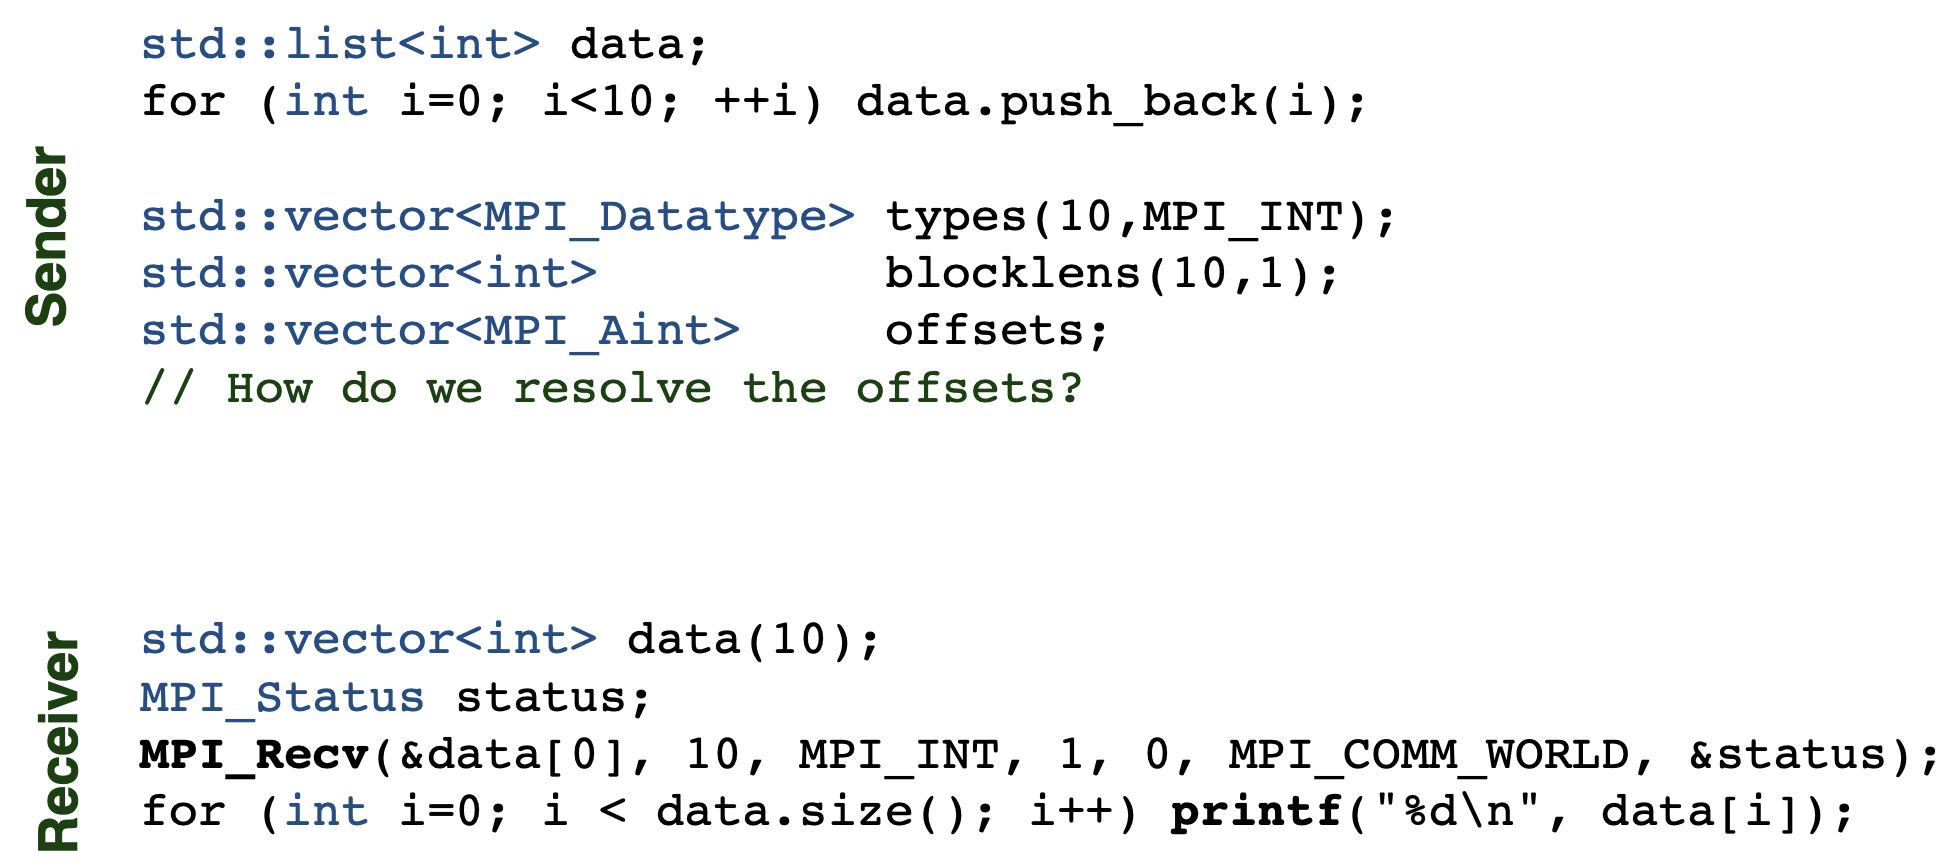 Sender
std::list<int> data;
for (int i=0; i<10; ++i) data.push_back(i);
std::vector<MPI_Datatype> types(10,MPI_INT);
std::vector<int>          blocklens(10,1);
std::vector<MPI_Aint>     offsets;
// How do we resolve the offsets?
Receiver
std::vector<int> data(10);
MPI_Status status;
MPI_Recv(&data[0], 10, MPI_INT, 1, 0, MPI_COMM_WORLD, &status);
for (int i=0; i < data.size(); i++) printf("%d\n", data[i]);